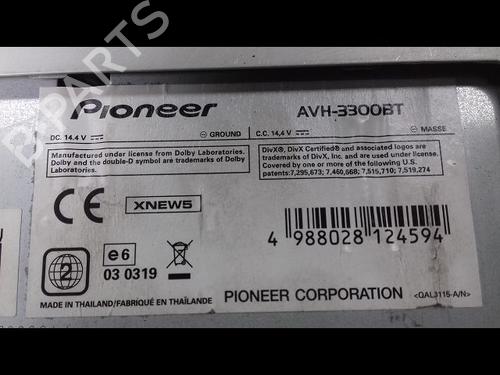 B-PARTS
Pioneer AVH-3300BT
DC. 14.4 V GROUND C.C. 14,4 V MASSE
Manufactured under license from Dolby Laboratories.
Dolby and the double-D symbol are trademarks of Dolby
Laboratories.
DivX®, DivX Certified® and associated logos are
trademarks of DivX, Inc. and are used under license.
Covered by one or more of the following U.S.
patents:7,295,673; 7,460,668; 7,515,710; 7,519,274
CE XNEW5
2 e6
03 0319
4 988028 124594
MADE IN THAILAND/FABRIQUÉ EN THAÏLANDE
PIONEER CORPORATION <QAL3115-A/N>